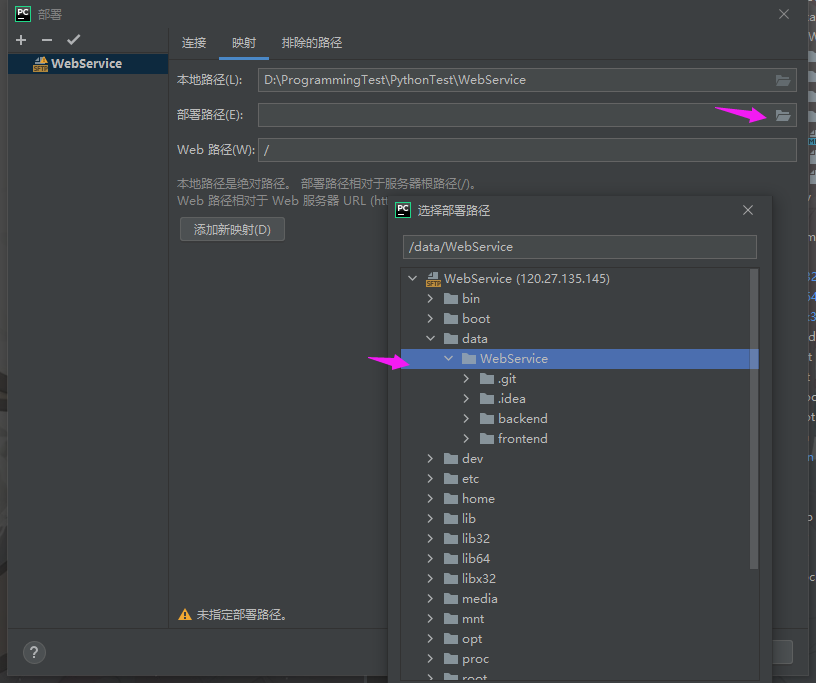 PC 部署
WebService
连接 映射 排除的路径
本地路径(L): D:\ProgrammingTest\PythonTest\WebService
部署路径(E):
Web 路径(W): /
本地路径是绝对路径。 部署路径相对于服务器根路径(/)。
Web 路径相对于 Web 服务器 URL
添加新映射(D)
未指定部署路径。
?
PC 选择部署路径
/data/WebService
SFTP WebService (120.27.135.145)
bin
boot
data
WebService
.git
.idea
backend
frontend
dev
etc
home
lib
lib32
lib64
libx32
media
mnt
opt
proc
root